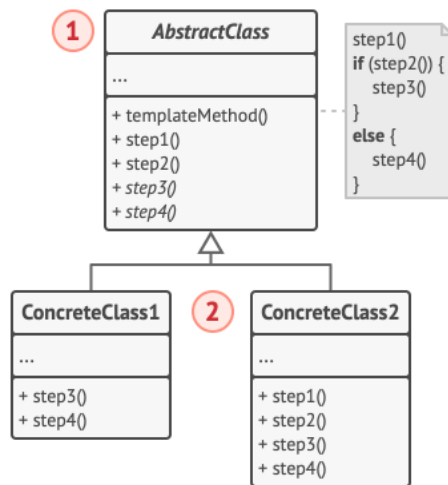 1
AbstractClass
...
+ templateMethod()
+ step1()
+ step2()
+ step3()
+ step4()
step1()
if (step2()) {
step3()
}
else {
step4()
}
ConcreteClass1
...
+ step3()
+ step4()
2
ConcreteClass2
...
+ step1()
+ step2()
+ step3()
+ step4()